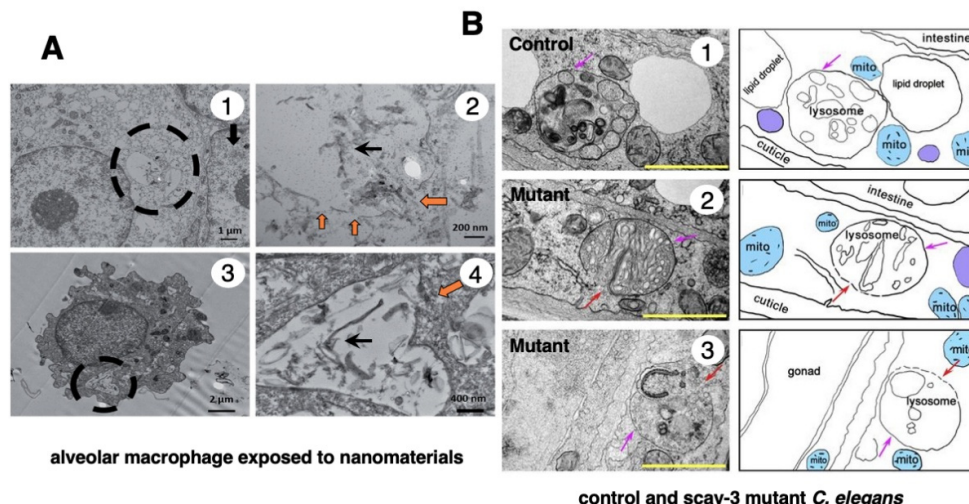 A
B
1
1 μm
2
200 nm
3
2 μm
4
400 nm
alveolar macrophage exposed to nanomaterials
Control
1
Mutant
2
Mutant
3
intestine
lipid droplet
mito
lipid droplet
lysosome
cuticle
mito
mi
intestine
mito
lysosome
mito
cuticle
mito
gonad
mito
lysosome
mito
mito
control and scav-3 mutant C. elegans